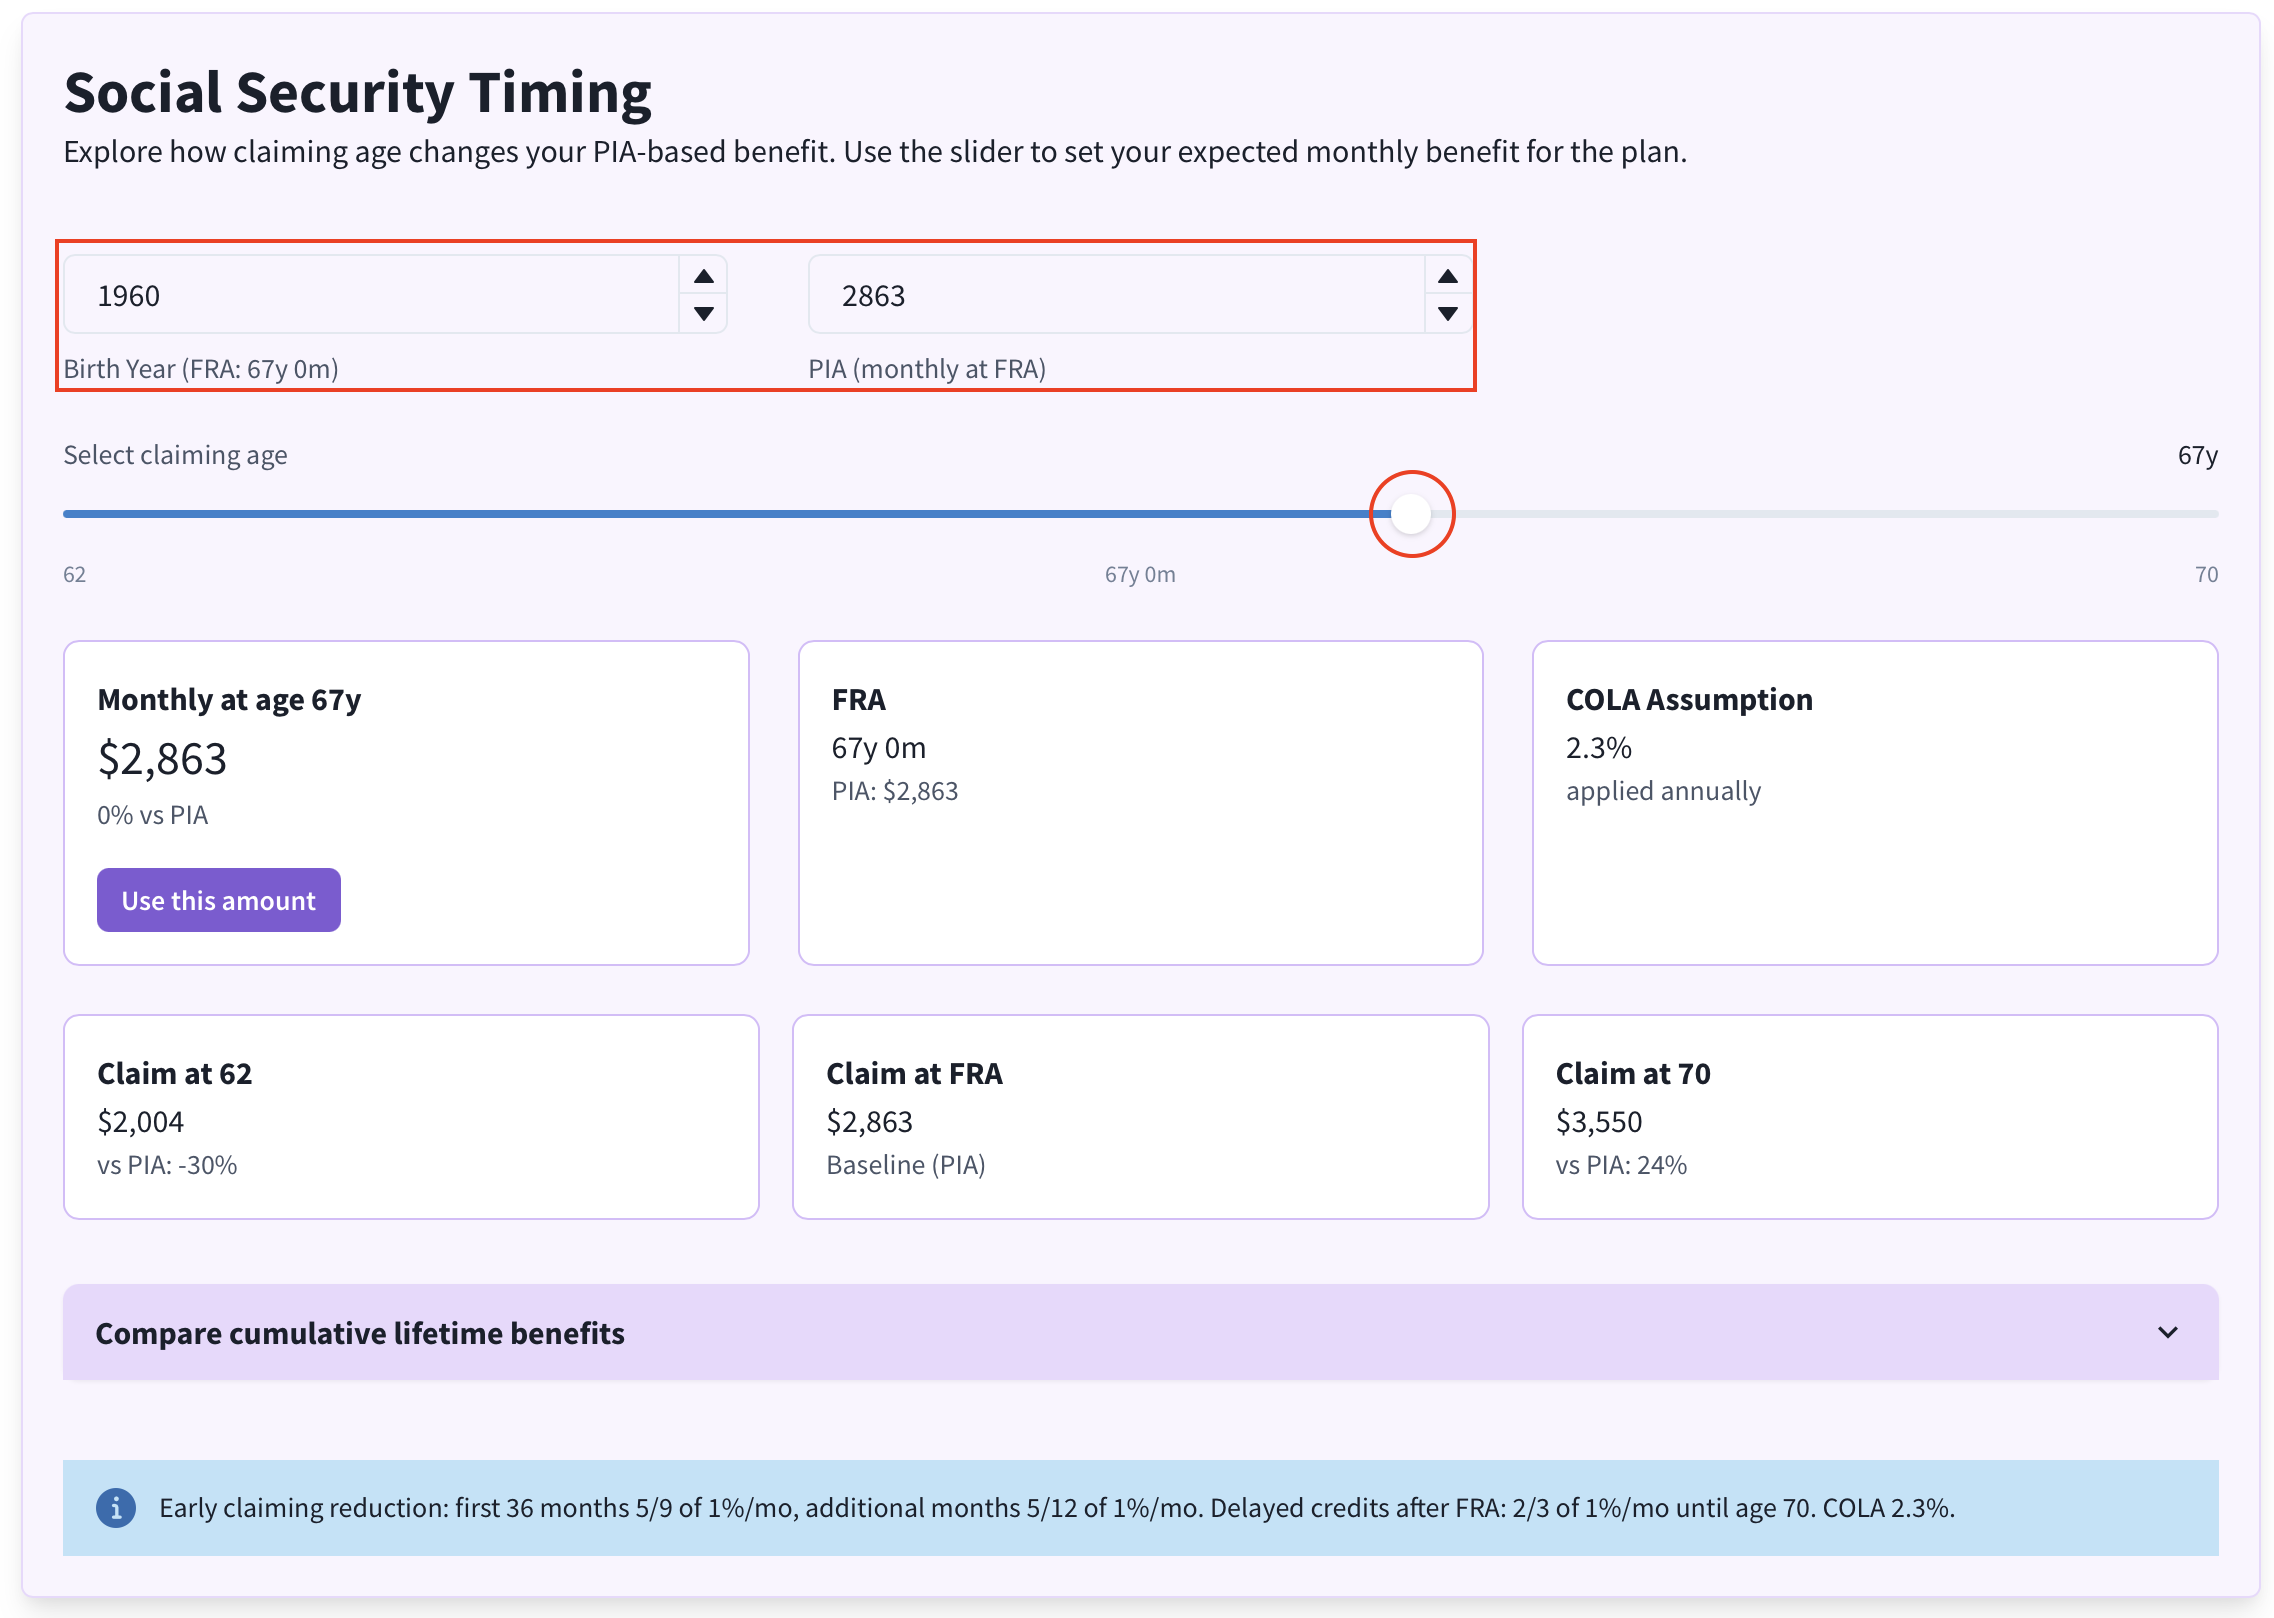 Social Security Timing
Explore how claiming age changes your PIA-based benefit. Use the slider to set your expected monthly benefit for the plan.
1960
2863
Birth Year (FRA: 67y 0m)
PIA (monthly at FRA)
Select claiming age
67y
62
67y 0m
70
Monthly at age 67y
$2,863
0% vs PIA
Use this amount
FRA
67y 0m
PIA: $2,863
COLA Assumption
2.3%
applied annually
Claim at 62
$2,004
vs PIA: -30%
Claim at FRA
$2,863
Baseline (PIA)
Claim at 70
$3,550
vs PIA: 24%
Compare cumulative lifetime benefits
Early claiming reduction: first 36 months 5/9 of 1%/mo, additional months 5/12 of 1%/mo. Delayed credits after FRA: 2/3 of 1%/mo until age 70. COLA 2.3%.